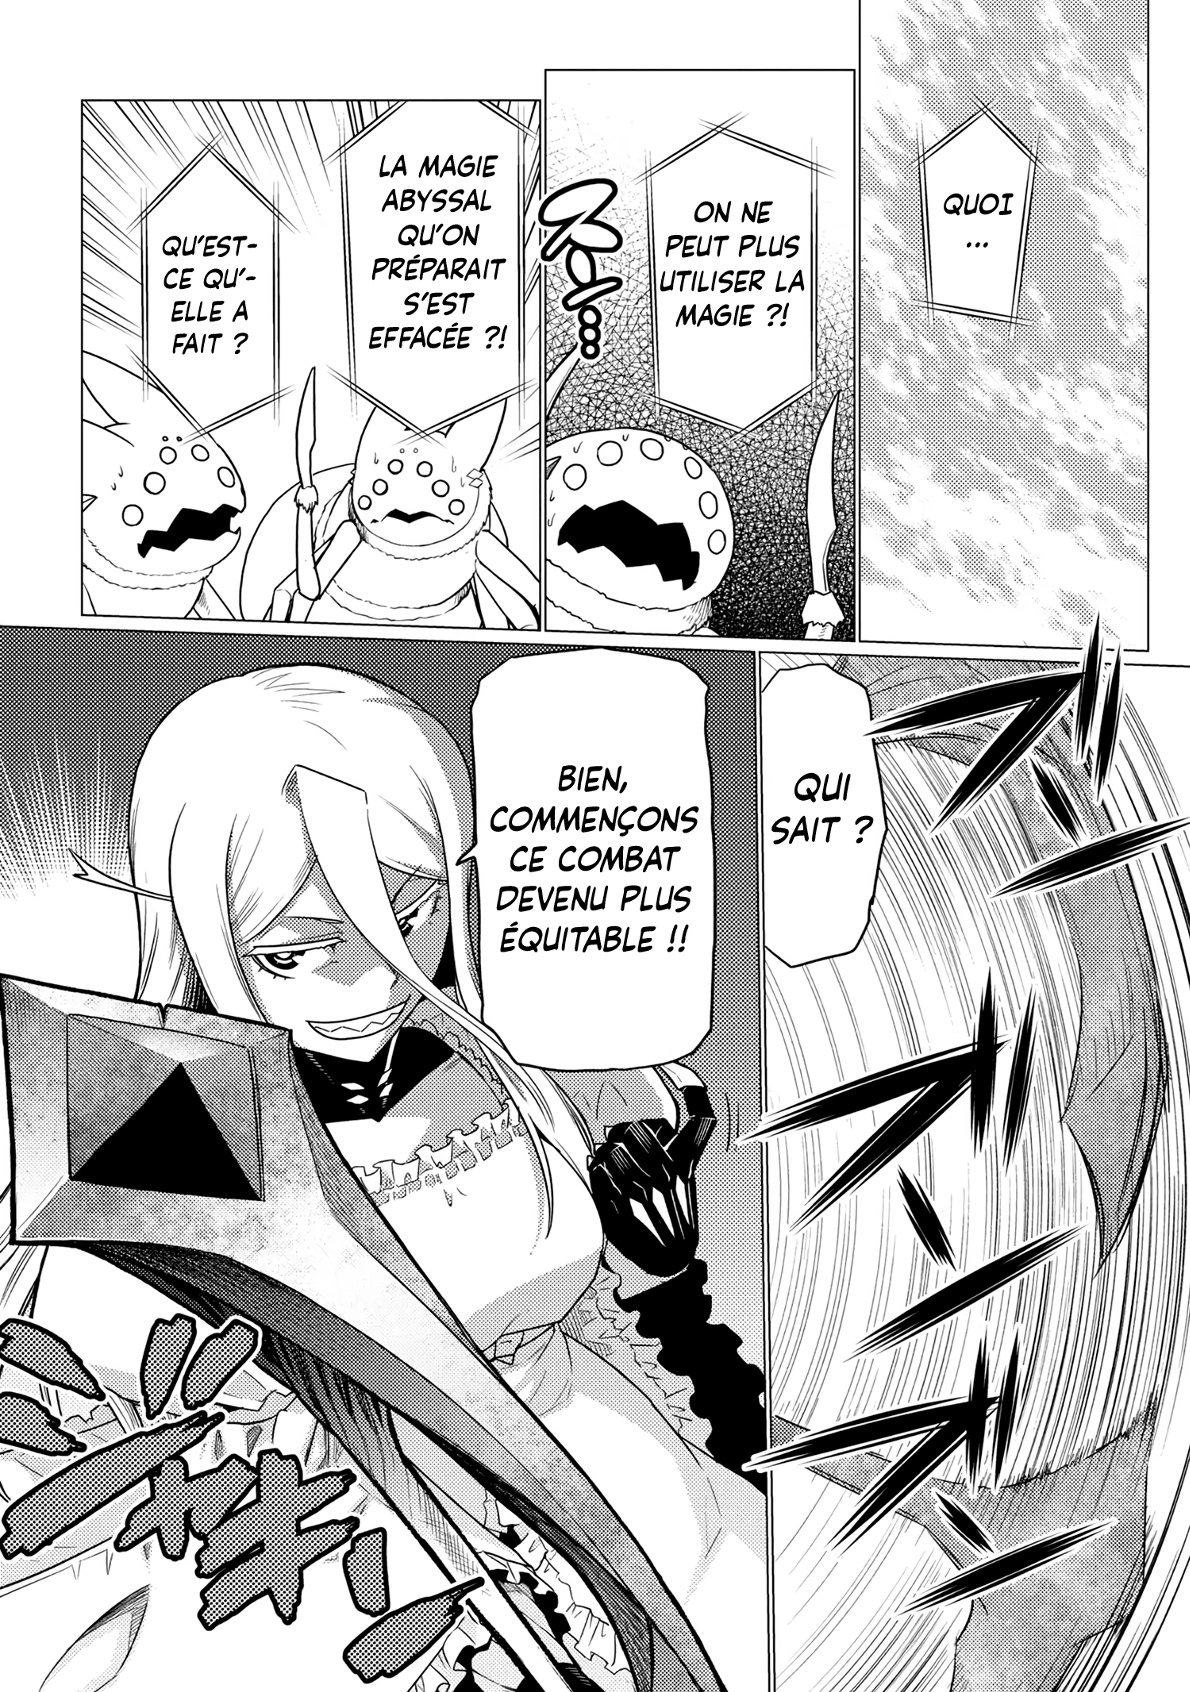 QUOI
...
ON NE
PEUT PLUS
UTILISER LA
MAGIE ?!
LA MAGIE
ABYSSAL
QU'ON
PRÉPARAIT
S'EST
EFFACÉE ?!
QU'EST-
CE QU'-
ELLE A
FAIT ?
QUI
SAIT ?
BIEN,
COMMENÇONS
CE COMBAT
DEVENU PLUS
ÉQUITABLE !!